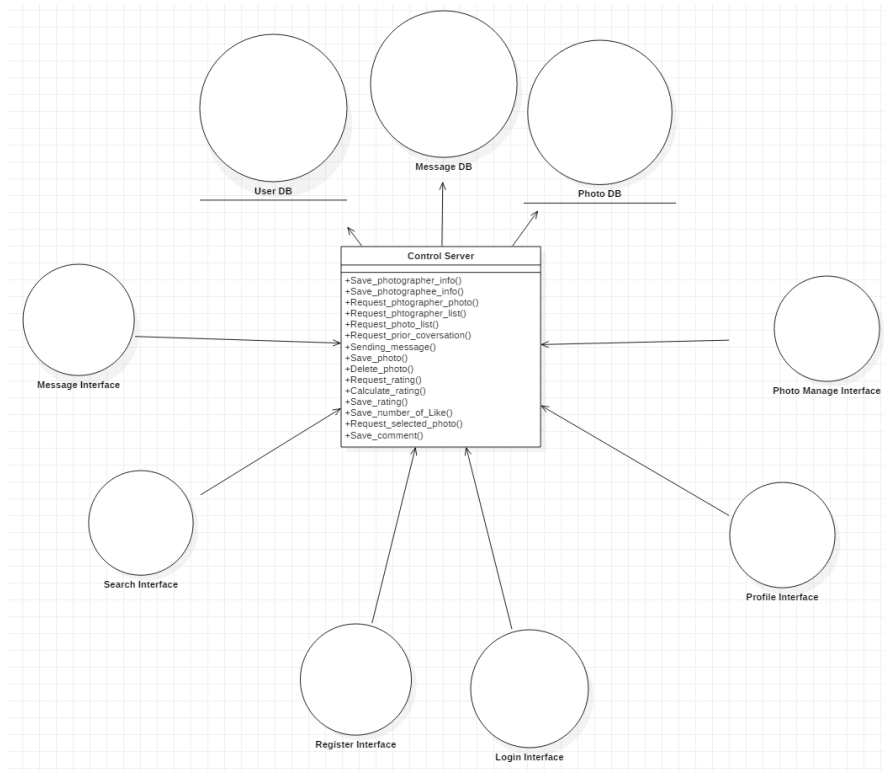 Message DB
User DB
Photo DB
Control Server
+Save_photographer_info()
+Save_photographee_info()
+Request_phtographer_photo()
+Request_phtographer_list()
+Request_photo_list()
+Request_prior_coversation()
+Sending_message()
+Save_photo()
+Delete_photo()
+Request_rating()
+Calculate_rating()
+Save_rating()
+Save_number_of_Like()
+Request_selected_photo()
+Save_comment()
Message Interface
Photo Manage Interface
Search Interface
Profile Interface
Register Interface
Login Interface